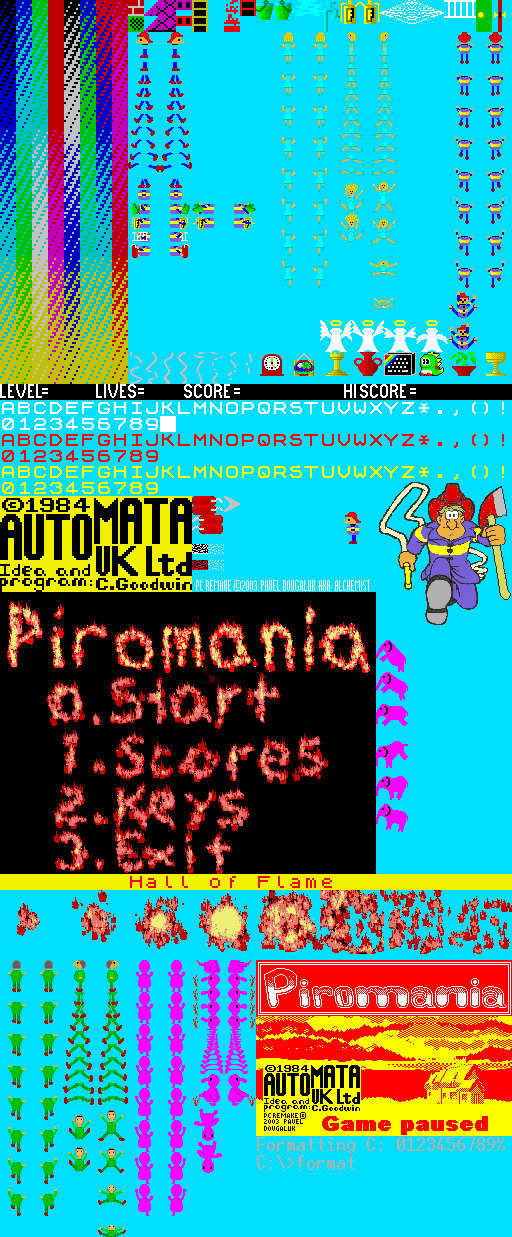 LEVEL= LIVES= SCORE= HISCORE=
ABCDEFGHIJKLMNOPQRSTUVWXYZ*.,()!
0123456789
ABCDEFGHIJKLMNOPQRSTUVWXYZ*.,()!
0123456789
ABCDEFGHIJKLMNOPQRSTUVWXYZ*.,()!
0123456789
©1984
AUTOMATA
UK Ltd
Idea and
program: C.Goodwin
PC REMAKE ©2003 PAVEL DOUGALUK AKA ALCHEMIST
Piromania
0.Start
1.Scores
2.Keys
3.Exit
Hall of Flame
Piromania
©1984
AUTOMATA
UK Ltd
Idea and
program: C.Goodwin
PC REMAKE ©
2003 PAVEL
DOUGALUK
Game paused
Formatting C: 0123456789%
C:\>format